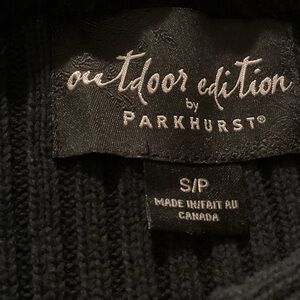 outdoor edition
by
PARKHURST®
S/P
MADE IN/FAIT AU
CANADA